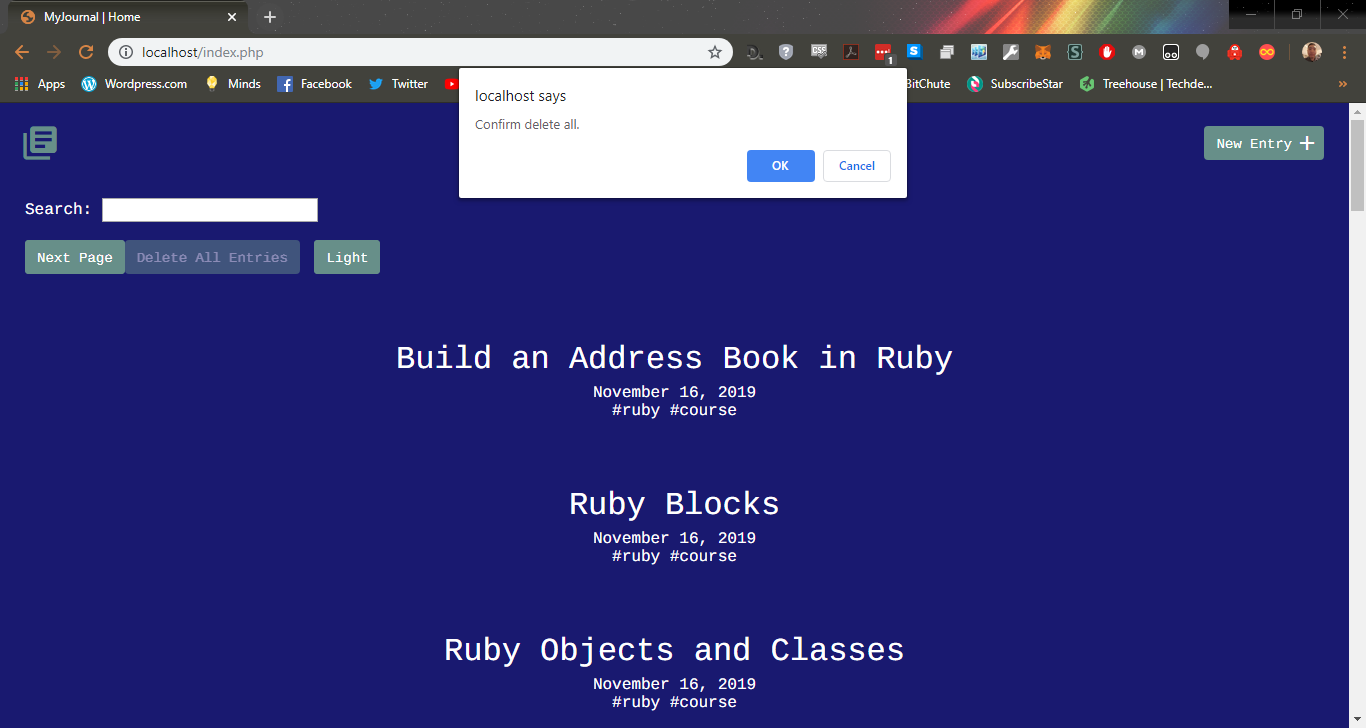 MyJournal | Home
localhost/index.php
1
Apps
Wordpress.com
Minds
Facebook
Twitter
BitChute
SubscribeStar
Treehouse | Techde...
localhost says
Confirm delete all.
OK
Cancel
New Entry
Search:
Next Page
Delete All Entries
Light
Build an Address Book in Ruby
November 16, 2019
#ruby #course
Ruby Blocks
November 16, 2019
#ruby #course
Ruby Objects and Classes
November 16, 2019
#ruby #course